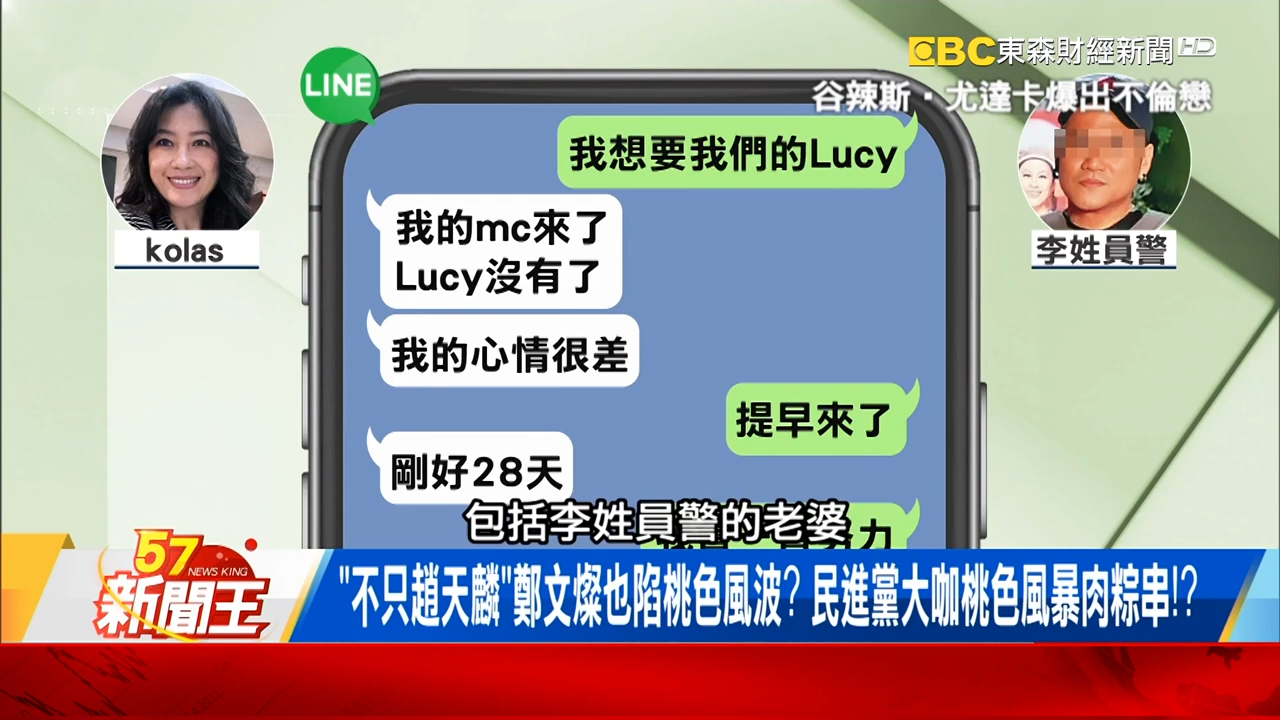 EBC東森財經新聞HD
谷辣斯·尤達卡爆出不倫戀
LINE
kolas
李姓員警
我想要我們的Lucy
我的mc來了
Lucy沒有了
我的心情很差
提早來了
剛好28天
力
包括李姓員警的老婆
57
NEWS KING
新聞王
"不只趙天麟"鄭文燦也陷桃色風波? 民進黨大咖桃色風暴肉粽串!?